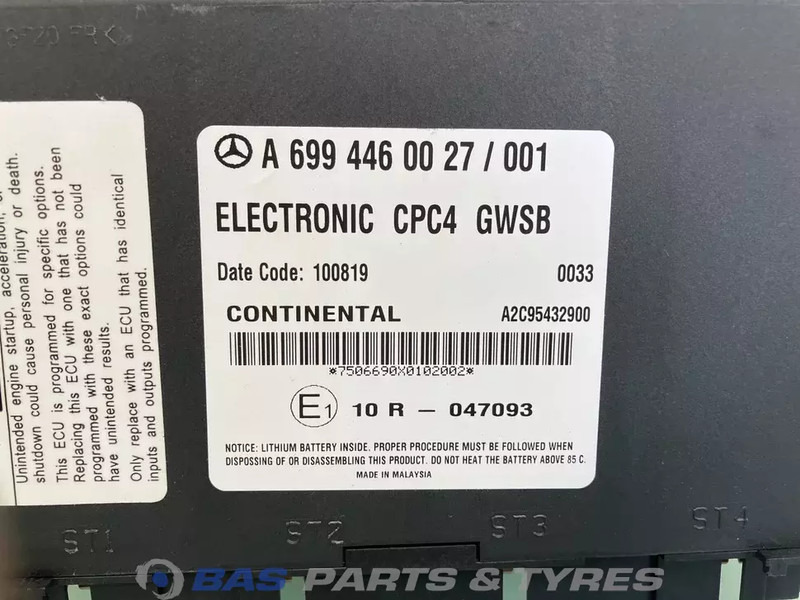 Unintended engine startup, acceleration, or
shutdown could cause personal injury or death.
This ECU is programmed for specific options.
Replacing this ECU with one that has not been
programmed with these exact options could
have unintended results.
Only replace with an ECU that has identical
inputs and outputs programmed.
A 699 446 00 27 / 001
ELECTRONIC CPC4 GWSB
Date Code: 100819 0033
CONTINENTAL A2C95432900
*7506690X0102002*
E1 10 R - 047093
NOTICE: LITHIUM BATTERY INSIDE. PROPER PROCEDURE MUST BE FOLLOWED WHEN
DISPOSING OF OR DISASSEMBLING THIS PRODUCT. DO NOT HEAT THE BATTERY ABOVE 85 C.
MADE IN MALAYSIA
ST1 ST2 ST3 ST4
BAS PARTS & TYRES